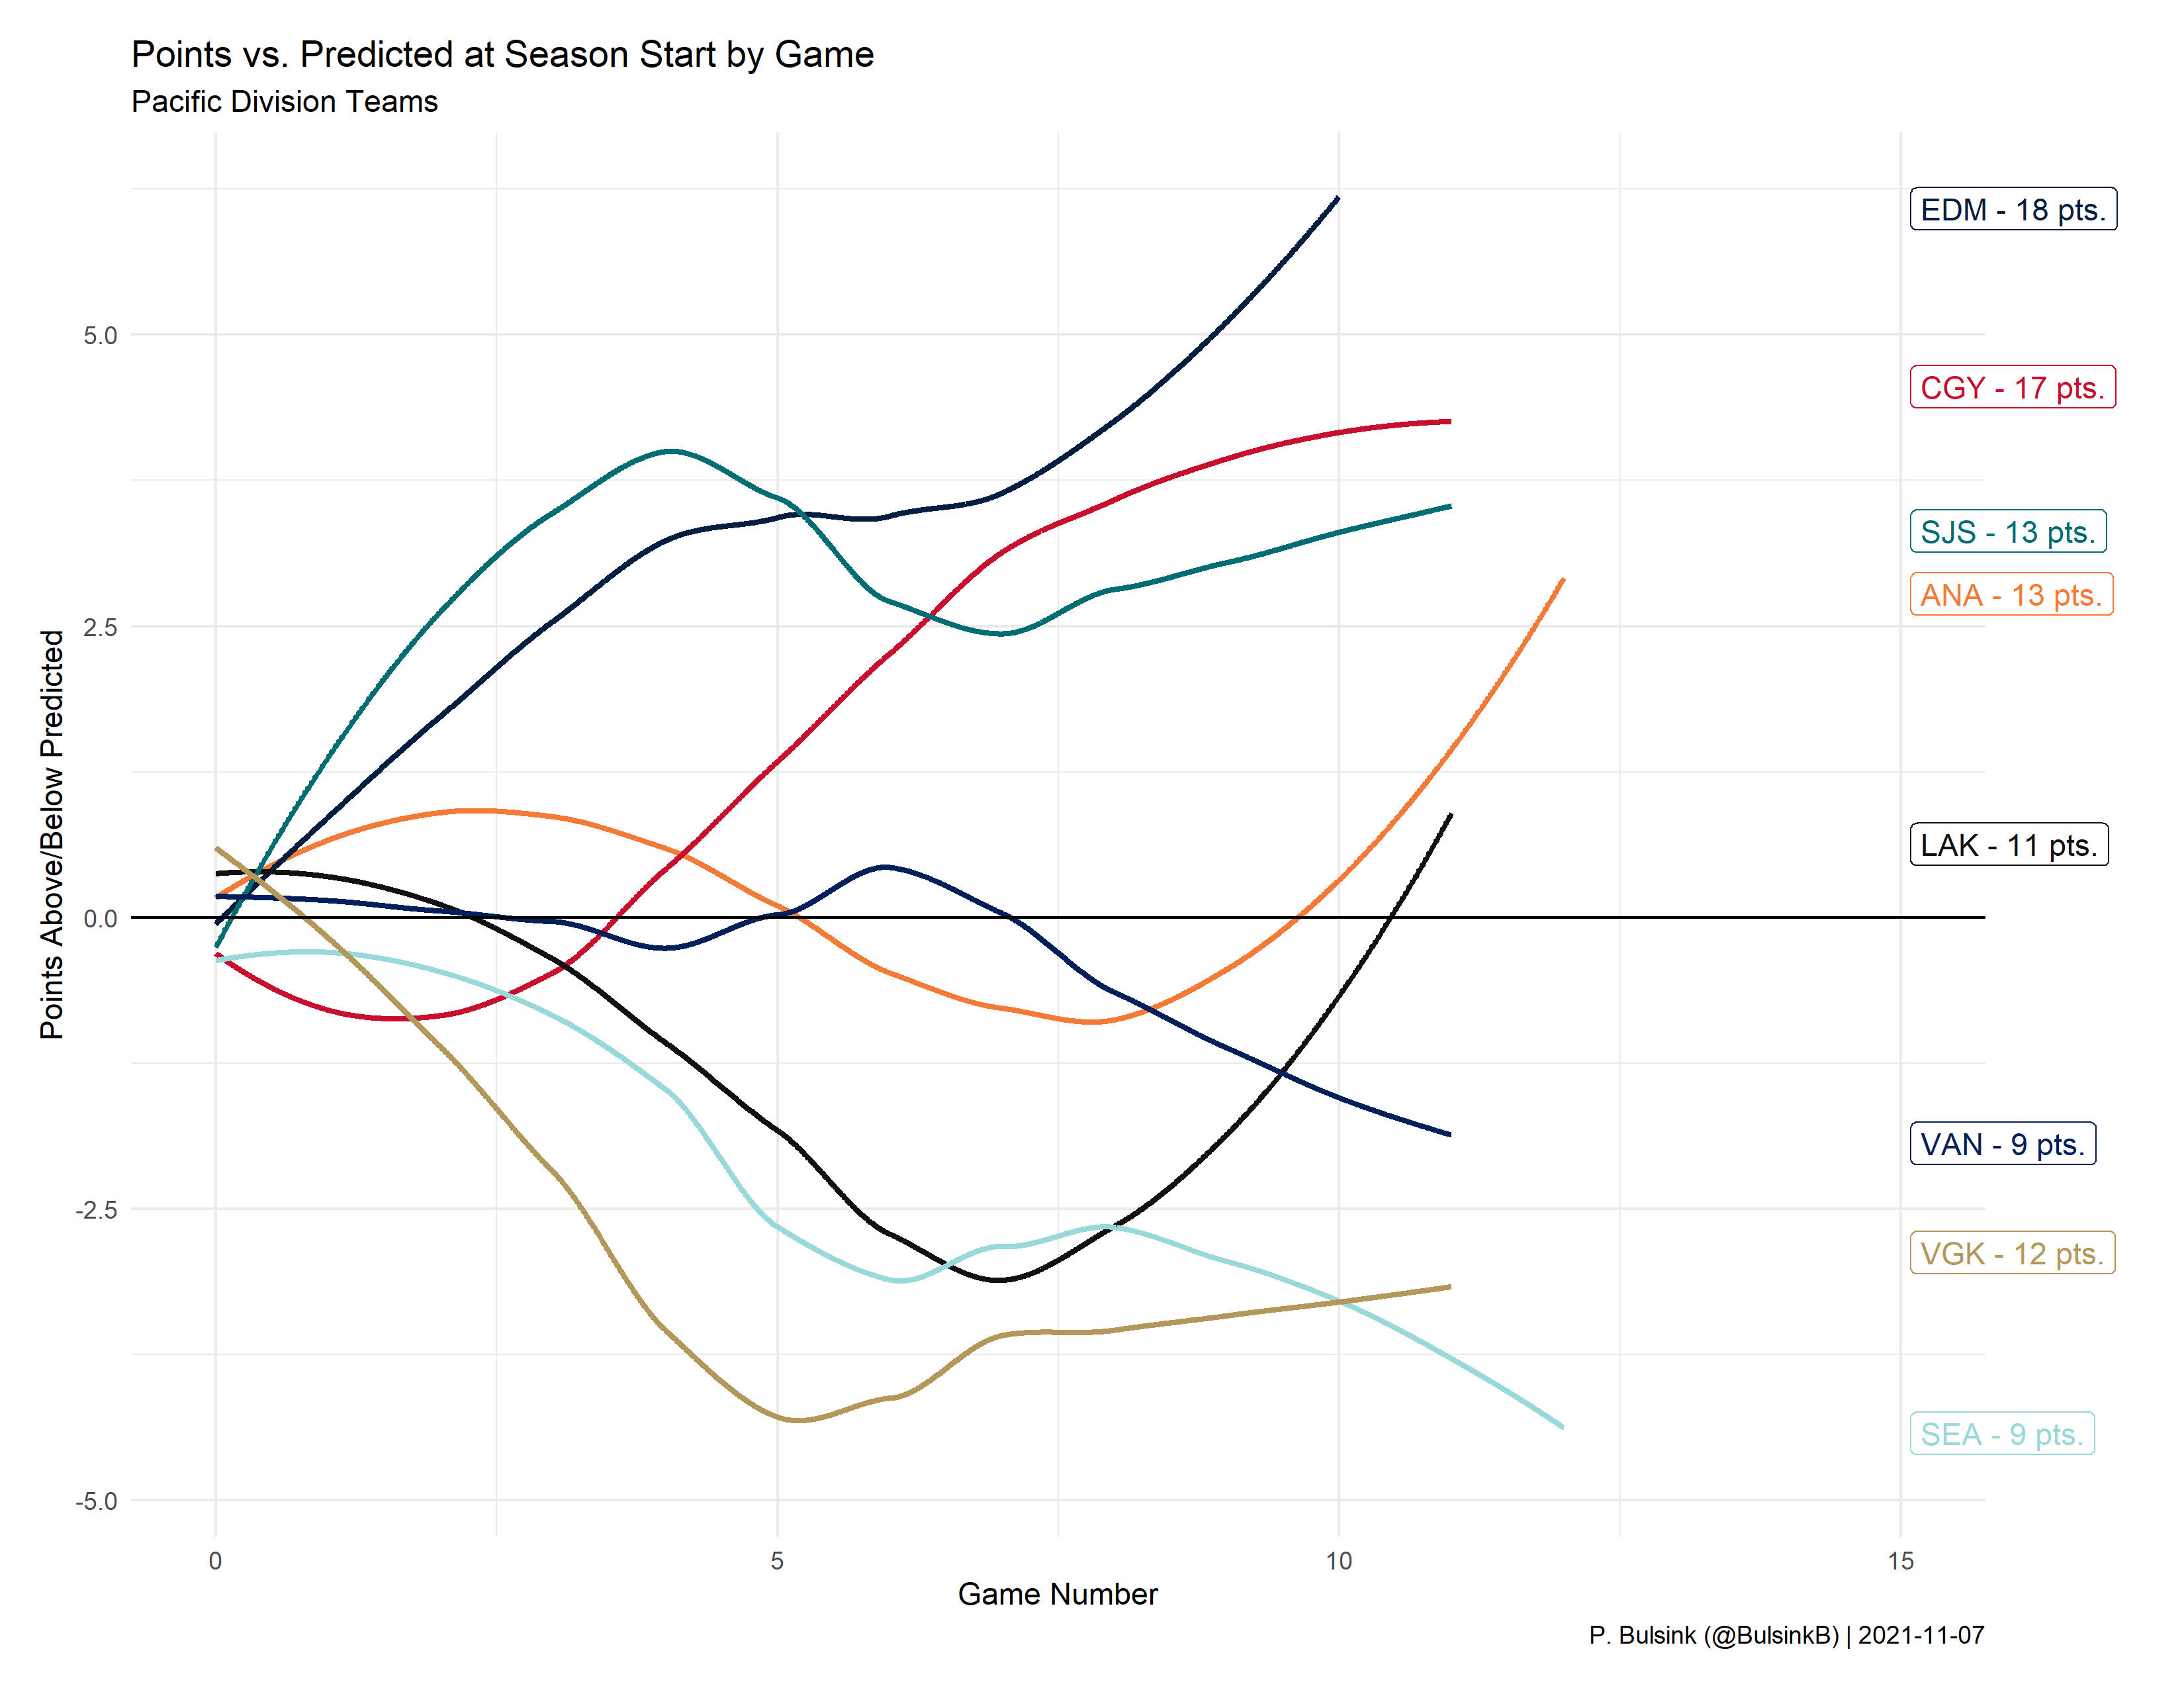 Points vs. Predicted at Season Start by Game
Pacific Division Teams
Points Above/Below Predicted
5.0
2.5
0.0
-2.5
-5.0
EDM - 18 pts.
CGY - 17 pts.
SJS - 13 pts.
ANA - 13 pts.
LAK - 11 pts.
VAN - 9 pts.
VGK - 12 pts.
SEA - 9 pts.
0 5 10 15
Game Number
P. Bulsink (@BulsinkB) | 2021-11-07